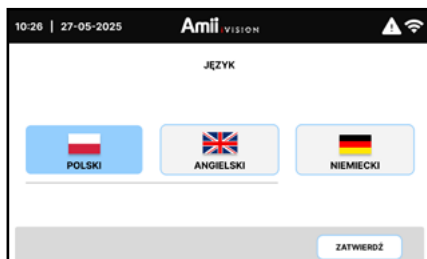 10:26 | 27-05-2025 Amii.VISION
JĘZYK
POLSKI ANGIELSKI NIEMIECKI
ZATWIERDŹ